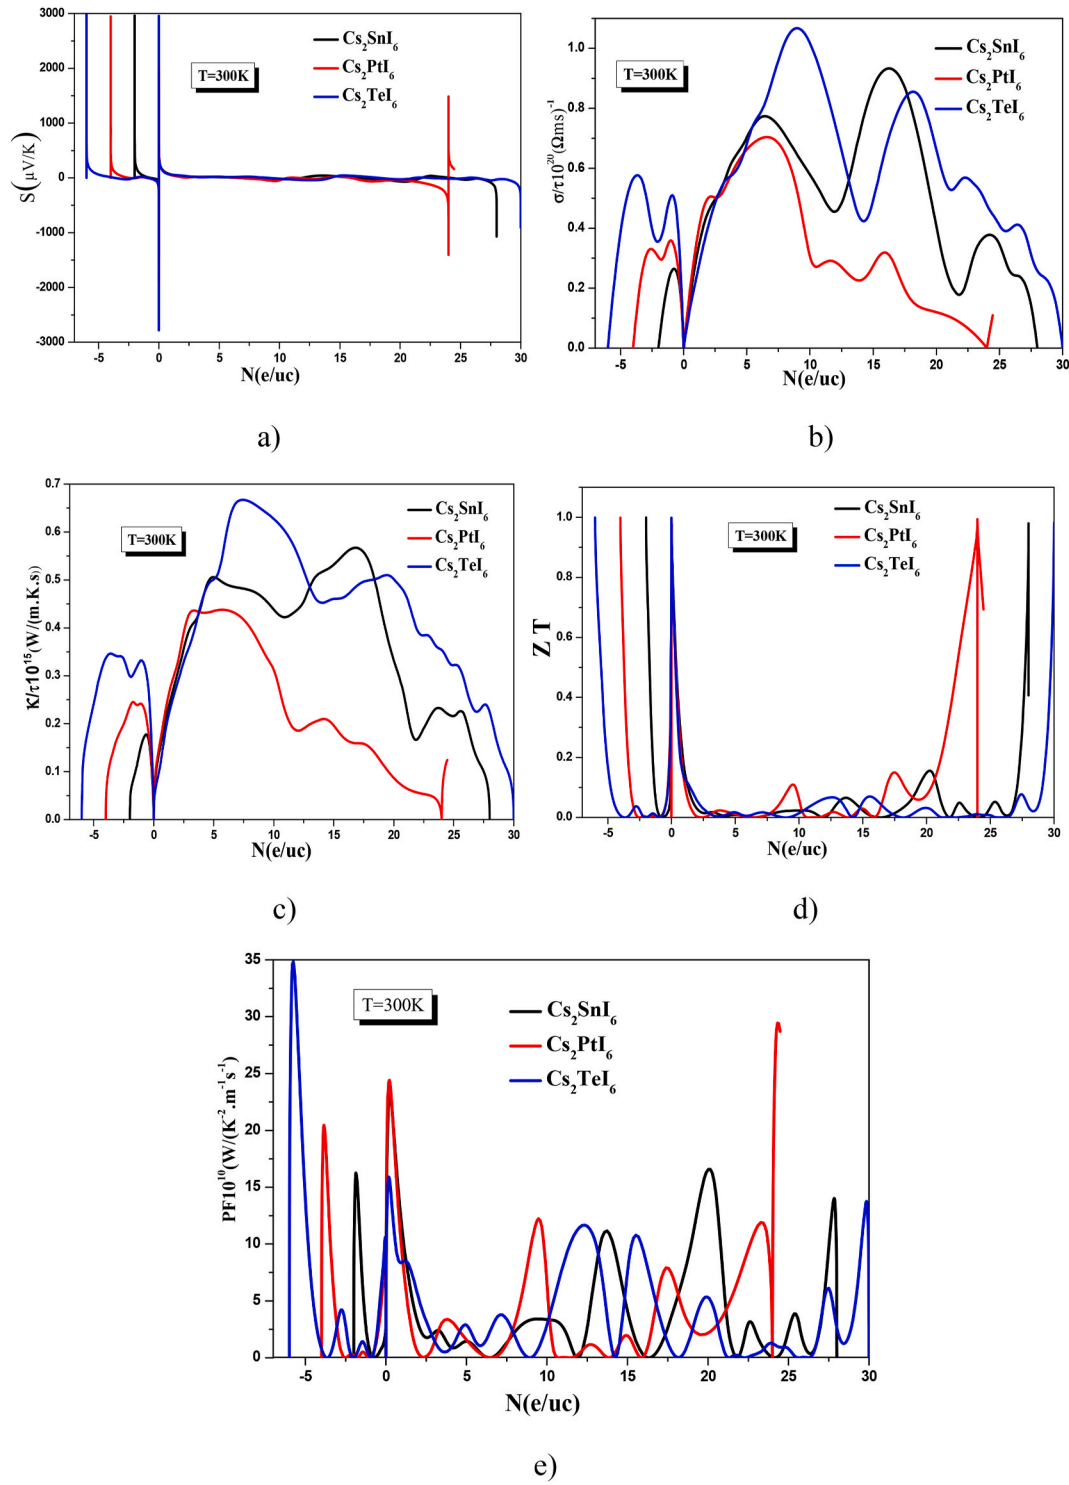 3000
2000
1000
0
-1000
-2000
-3000
S(μV/K)
T=300K
Cs₂SnI₆
Cs₂PtI₆
Cs₂TeI₆
-5 0 5 10 15 20 25 30
N(e/uc)
a)
1.0
0.8
0.6
0.4
0.2
0.0
σ/τ10²⁰(Ωms)⁻¹
T=300K
Cs₂SnI₆
Cs₂PtI₆
Cs₂TeI₆
-5 0 5 10 15 20 25 30
N(e/uc)
b)
0.7
0.6
0.5
0.4
0.3
0.2
0.1
0.0
K/τ10¹⁵(W/(m.K.s))
T=300K
Cs₂SnI₆
Cs₂PtI₆
Cs₂TeI₆
-5 0 5 10 15 20 25 30
N(e/uc)
c)
1.0
0.8
0.6
0.4
0.2
0.0
Z T
T=300K
Cs₂SnI₆
Cs₂PtI₆
Cs₂TeI₆
-5 0 5 10 15 20 25 30
N(e/uc)
d)
35
30
25
20
15
10
5
0
PF10¹⁰(W/(K⁻².m⁻¹s⁻¹)
T=300K
Cs₂SnI₆
Cs₂PtI₆
Cs₂TeI₆
-5 0 5 10 15 20 25 30
N(e/uc)
e)